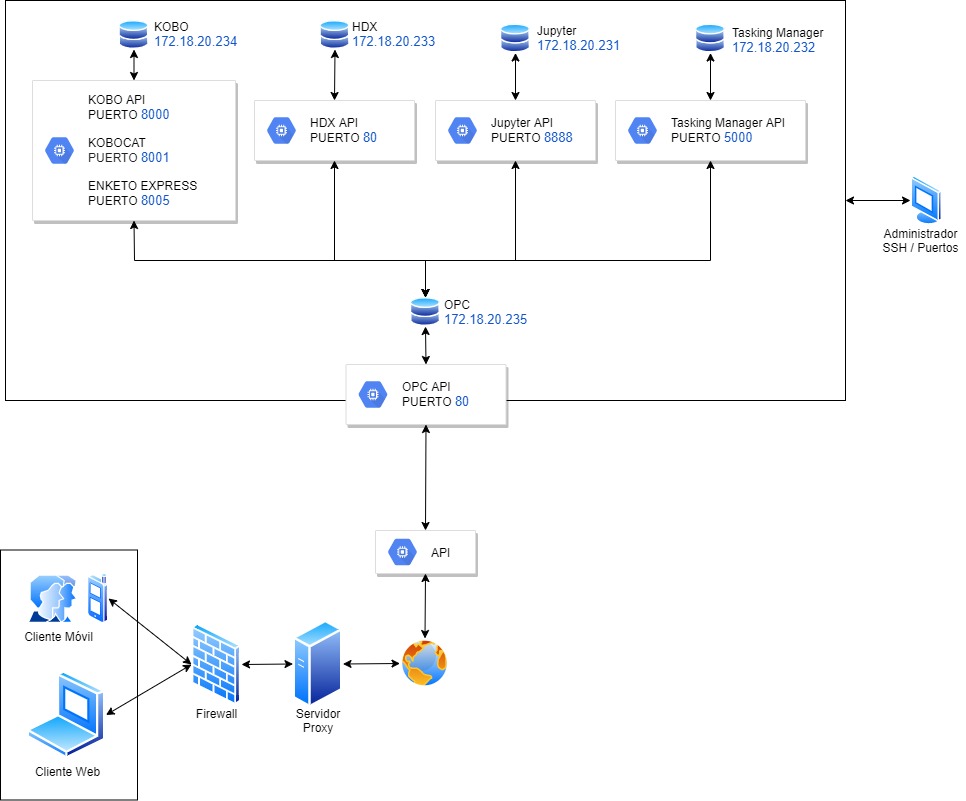 KOBO
172.18.20.234
HDX
172.18.20.233
Jupyter
172.18.20.231
Tasking Manager
172.18.20.232
KOBO API
PUERTO 8000
KOBOCAT
PUERTO 8001
ENKETO EXPRESS
PUERTO 8005
HDX API
PUERTO 80
Jupyter API
PUERTO 8888
Tasking Manager API
PUERTO 5000
Administrador
SSH / Puertos
OPC
172.18.20.235
OPC API
PUERTO 80
API
Cliente Móvil
Firewall
Servidor
Proxy
Cliente Web